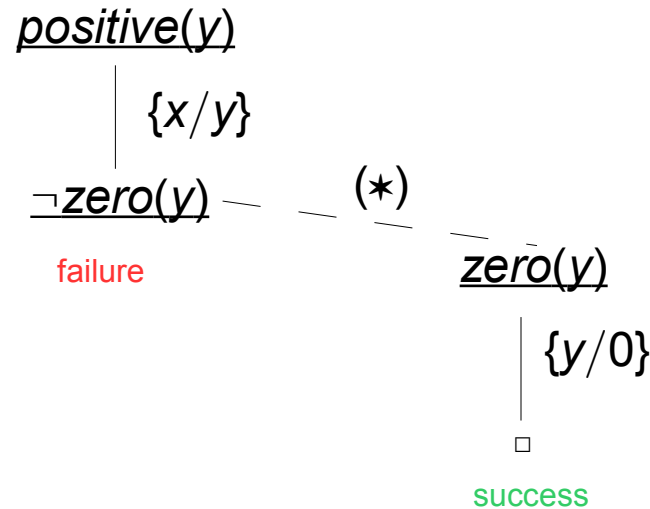 positive(y)
{x/y}
¬zero(y)
(∗)
failure
zero(y)
{y/0}
□
success